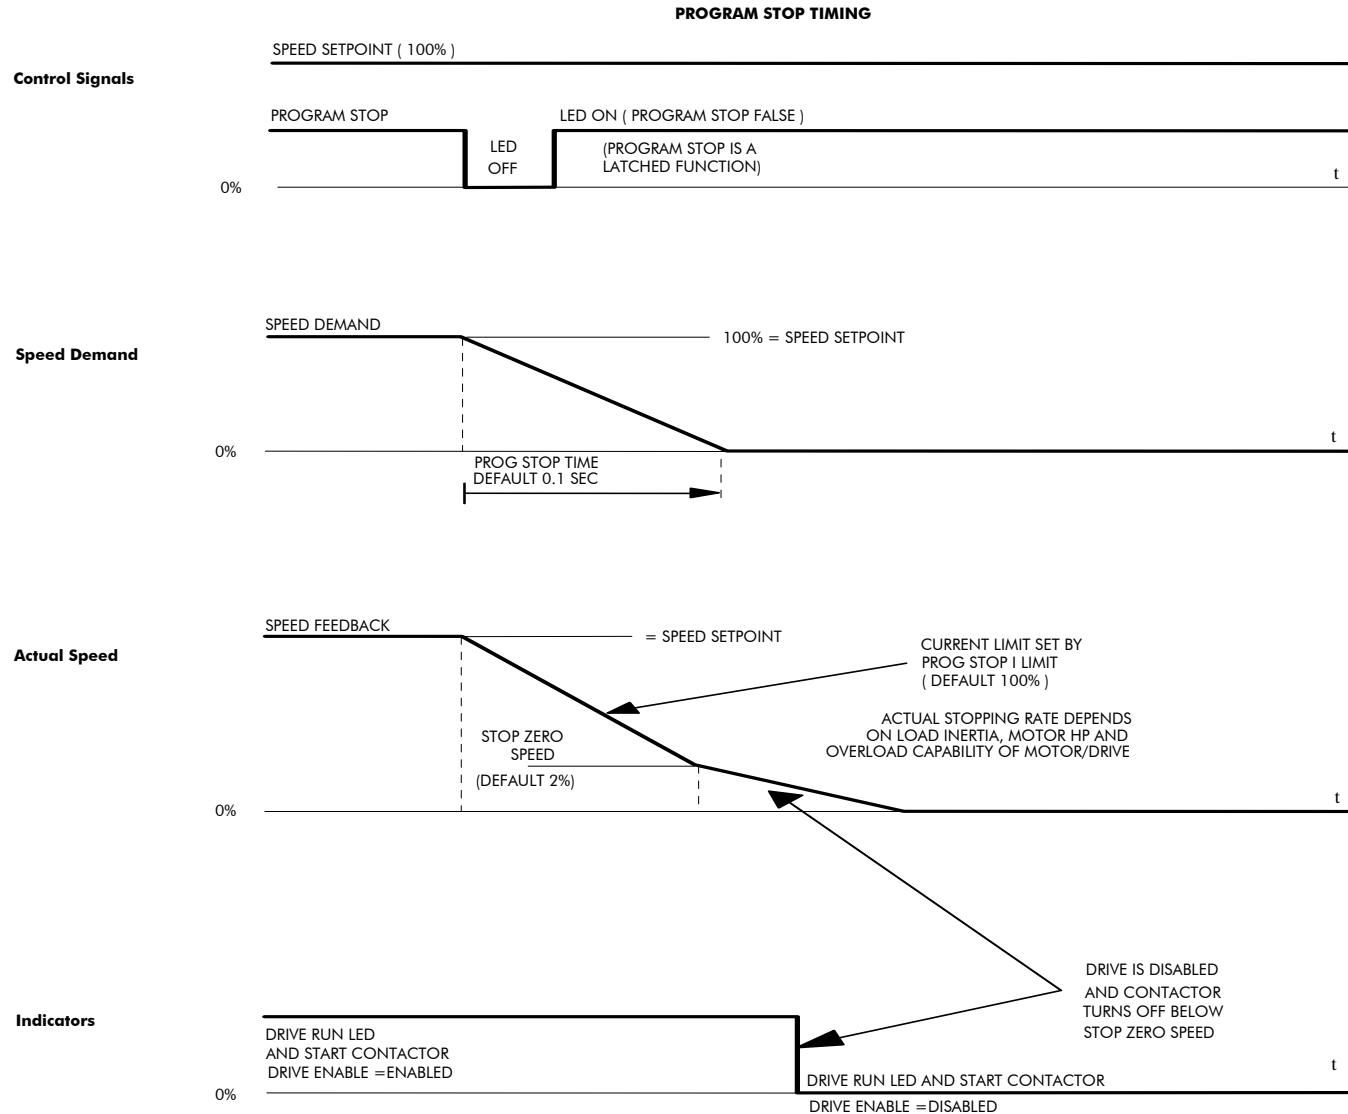 PROGRAM STOP TIMING
SPEED SETPOINT ( 100% )
Control Signals
PROGRAM STOP
LED ON ( PROGRAM STOP FALSE )
LED
OFF
(PROGRAM STOP IS A
LATCHED FUNCTION)
0%
t
SPEED DEMAND
100% = SPEED SETPOINT
Speed Demand
0%
t
PROG STOP TIME
DEFAULT 0.1 SEC
SPEED FEEDBACK
= SPEED SETPOINT
Actual Speed
CURRENT LIMIT SET BY
PROG STOP I LIMIT
( DEFAULT 100% )
ACTUAL STOPPING RATE DEPENDS
ON LOAD INERTIA, MOTOR HP AND
OVERLOAD CAPABILITY OF MOTOR/DRIVE
STOP ZERO
SPEED
(DEFAULT 2%)
0%
t
DRIVE IS DISABLED
AND CONTACTOR
TURNS OFF BELOW
STOP ZERO SPEED
Indicators
DRIVE RUN LED
AND START CONTACTOR
DRIVE ENABLE =ENABLED
t
0%
DRIVE RUN LED AND START CONTACTOR
DRIVE ENABLE =DISABLED